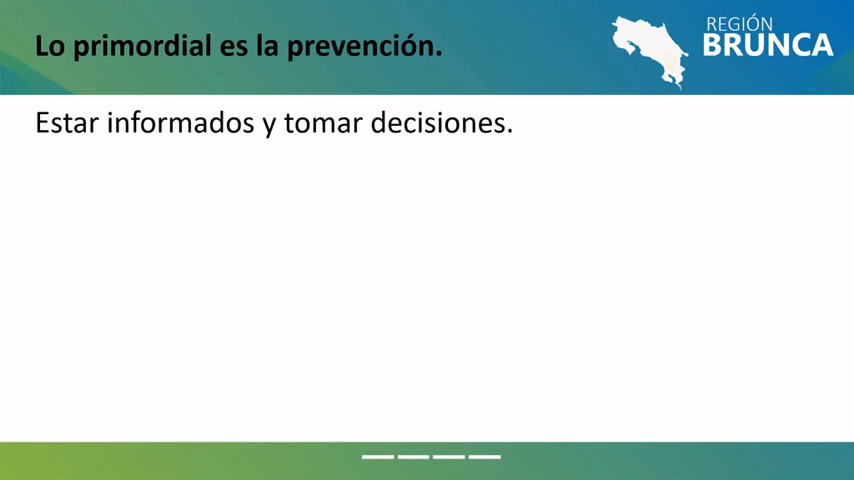 Lo primordial es la prevención.
REGIÓN
BRUNCA
Estar informados y tomar decisiones.